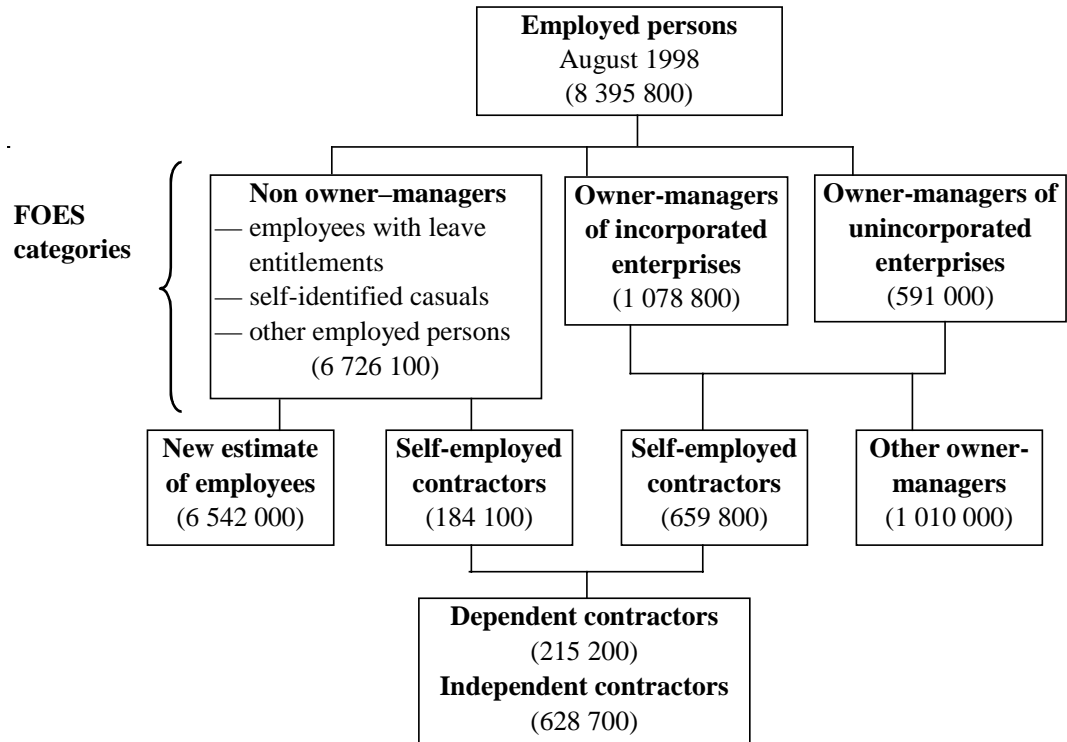 Employed persons
August 1998
(8 395 800)
FOES
categories
Non owner–managers
— employees with leave
entitlements
— self-identified casuals
— other employed persons
(6 726 100)
Owner-managers
of incorporated
enterprises
(1 078 800)
Owner-managers of
unincorporated
enterprises
(591 000)
New estimate
of employees
(6 542 000)
Self-employed
contractors
(184 100)
Self-employed
contractors
(659 800)
Other owner-
managers
(1 010 000)
Dependent contractors
(215 200)
Independent contractors
(628 700)